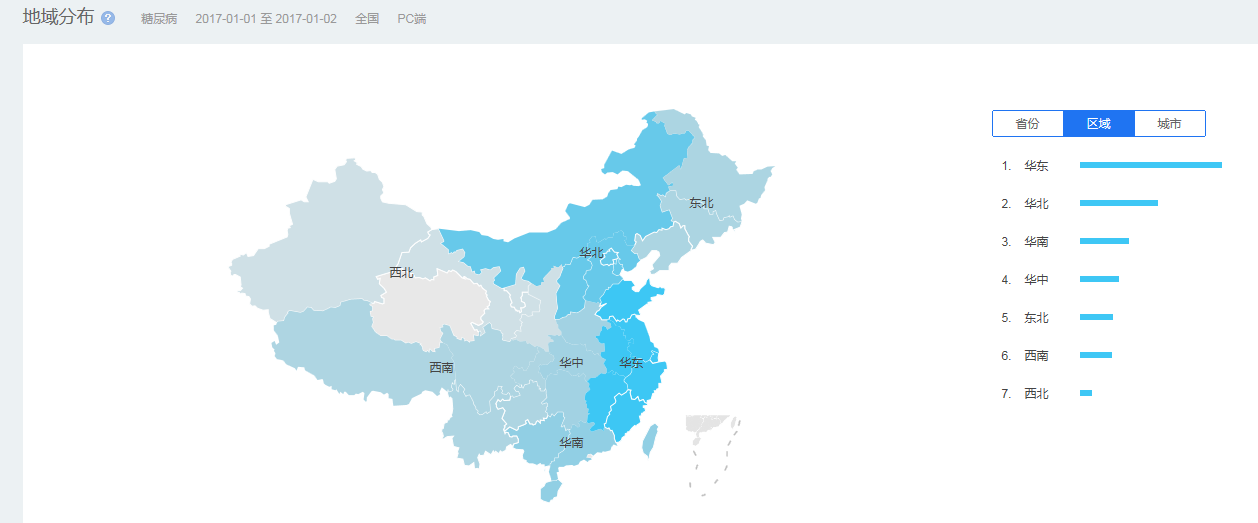 地域分布 ? 糖尿病 2017-01-01 至 2017-01-02 全国 PC端
省份 区域 城市
1. 华东
2. 华北
3. 华南
4. 华中
5. 东北
6. 西南
7. 西北
东北
华北
西北
西南
华中
华东
华南